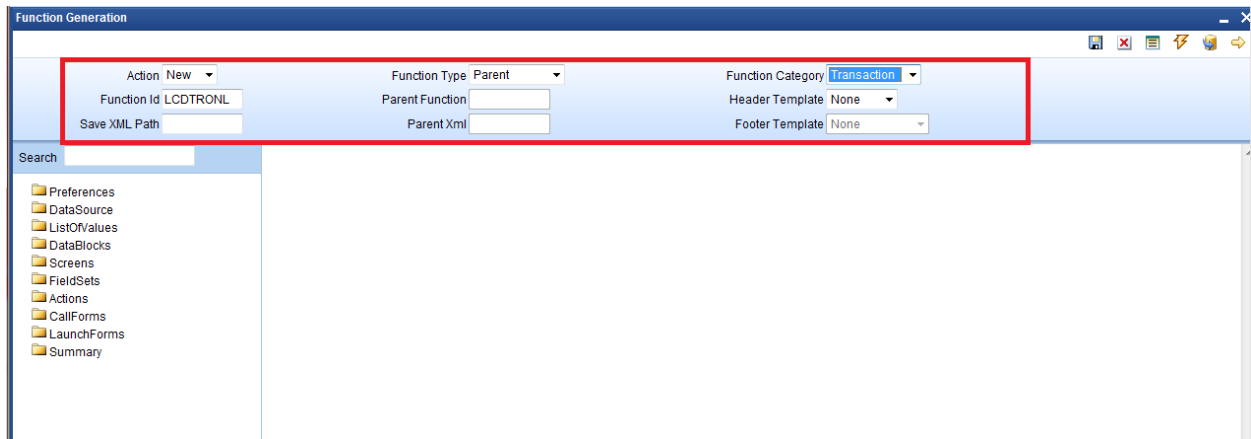 Function Generation
Action New Function Type Parent Function Category Transaction
Function Id LCDTRONL Parent Function Header Template None
Save XML Path Parent Xml Footer Template None
Search
Preferences
DataSource
ListOfValues
DataBlocks
Screens
FieldSets
Actions
CallForms
LaunchForms
Summary